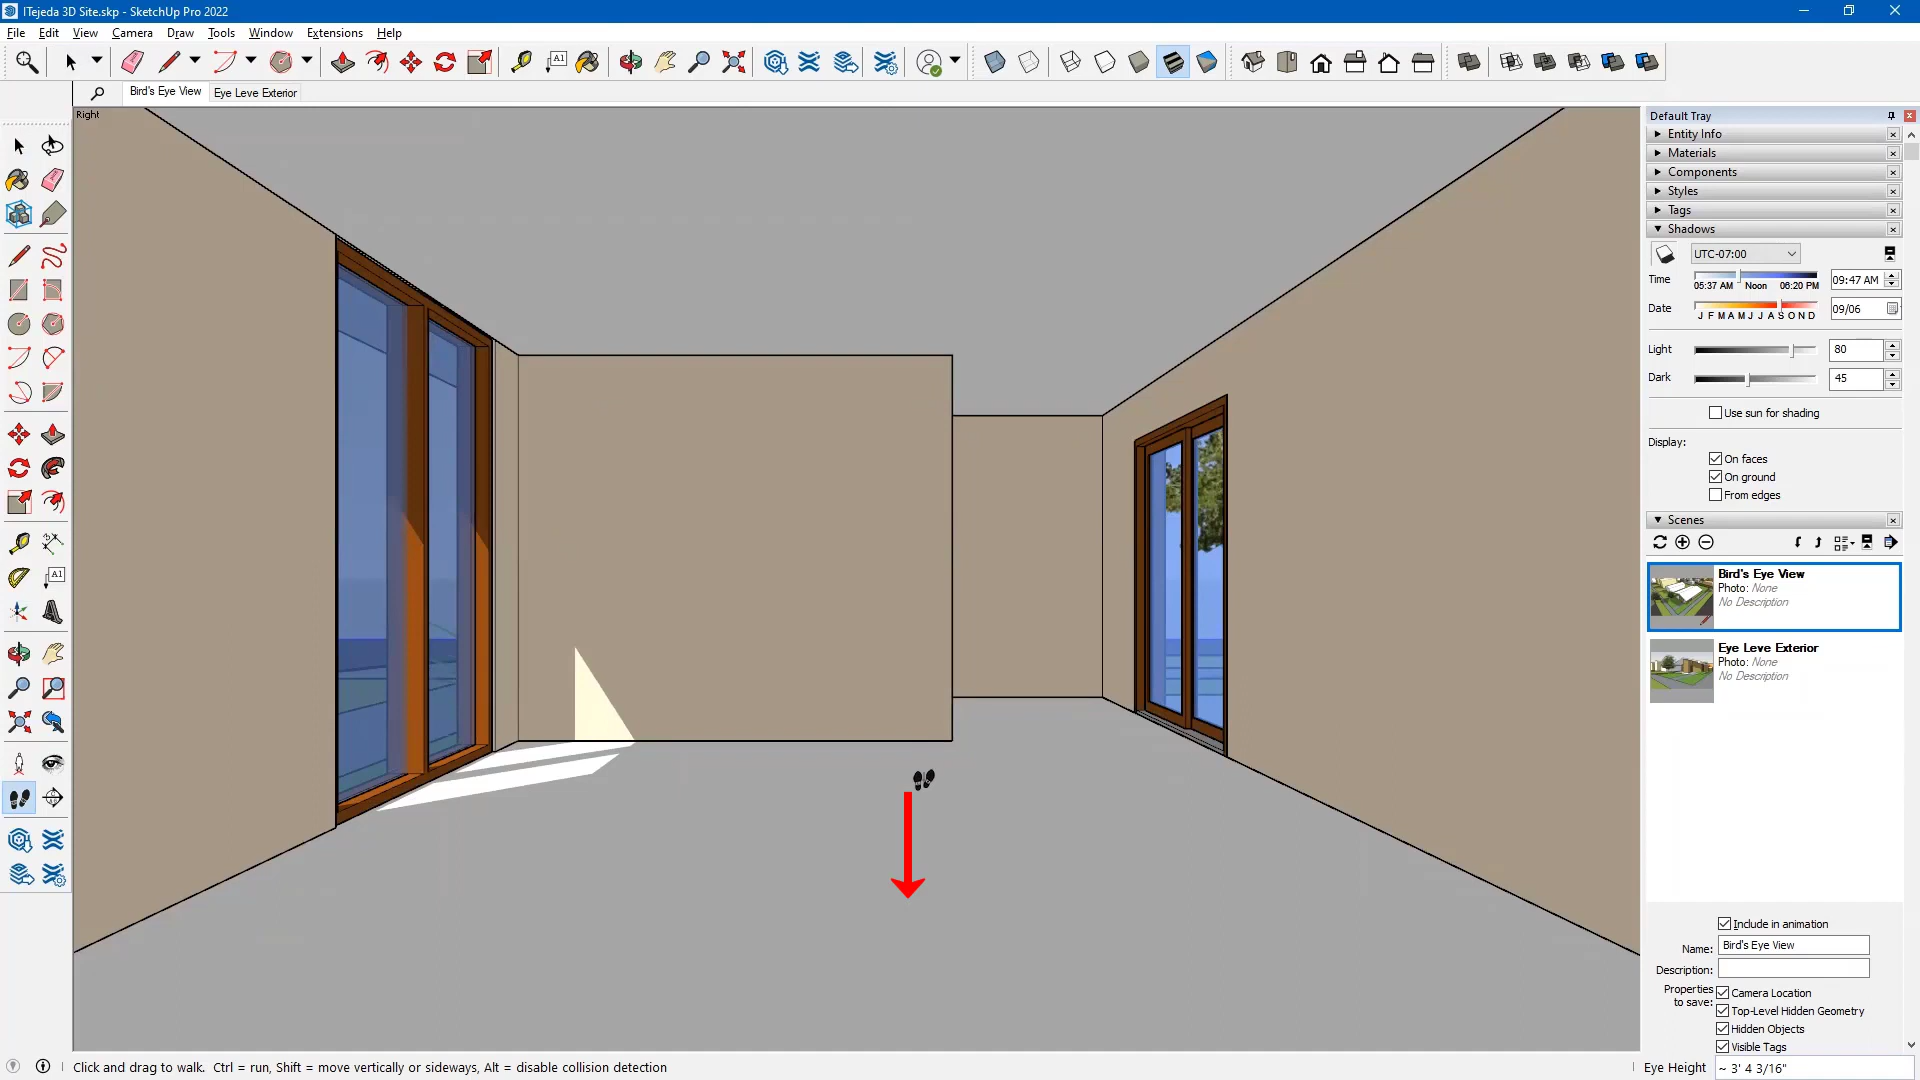 ITejeda 3D Site.skp - SketchUp Pro 2022
File Edit View Camera Draw Tools Window Extensions Help
A1
Bird's Eye View Eye Leve Exterior
Right
A1
Default Tray
Entity Info
Materials
Components
Styles
Tags
Shadows
UTC-07:00
Time 05:37 AM Noon 06:20 PM 09:47 AM
Date J F M A M J J A S O N D 09/06
Light 80
Dark 45
Use sun for shading
Display:
On faces
On ground
From edges
Scenes
Bird's Eye View
Photo: None
No Description
Eye Leve Exterior
Photo: None
No Description
Include in animation
Name: Bird's Eye View
Description:
Properties to save:
Camera Location
Top-Level Hidden Geometry
Hidden Objects
Visible Tags
Click and drag to walk. Ctrl = run, Shift = move vertically or sideways, Alt = disable collision detection
Eye Height ~ 3' 4 3/16"